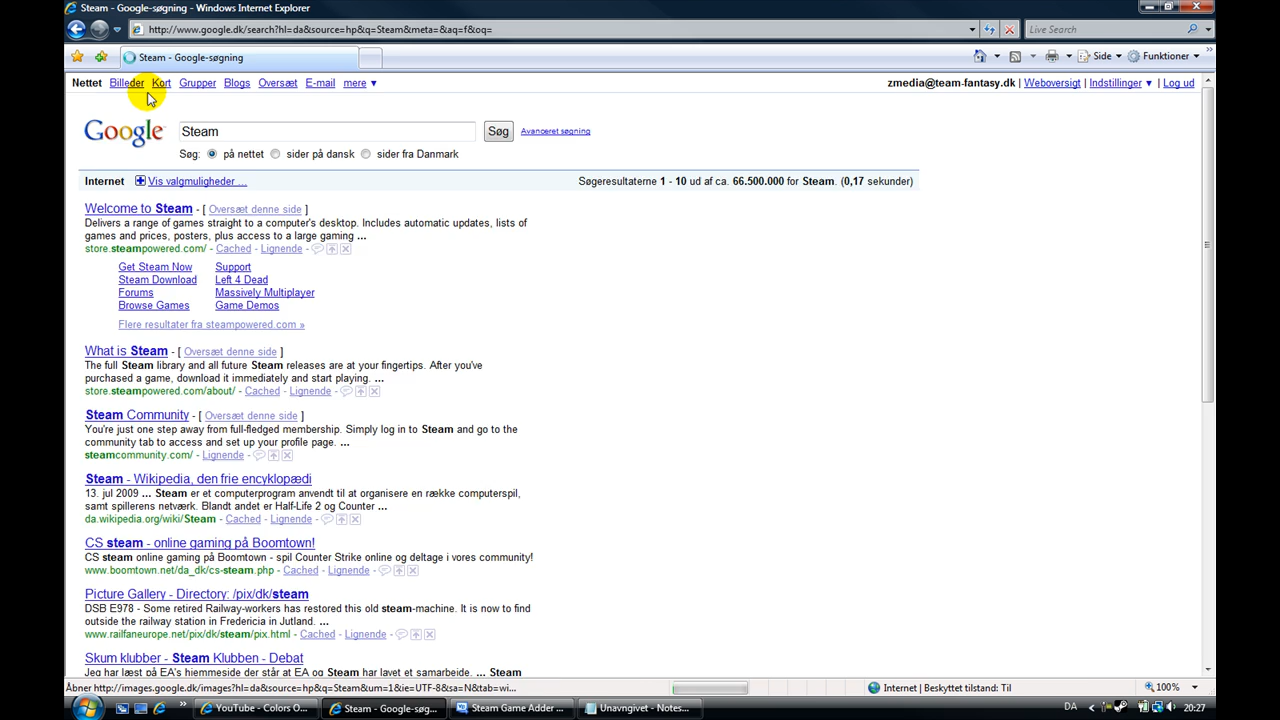 Steam - Google-søgning - Windows Internet Explorer
http://www.google.dk/search?hl=da&source=hp&q=Steam&meta=&aq=f&oq=
Live Search
Steam - Google-søgning
Side
Funktioner
Nettet Billeder Kort Grupper Blogs Oversæt E-mail mere ▼
zmedia@team-fantasy.dk | Weboversigt | Indstillinger ▼ | Log ud
Google
Steam
Søg
Avanceret søgning
Søg: på nettet sider på dansk sider fra Danmark
Internet Vis valgmuligheder ...
Søgeresultaterne 1 - 10 ud af ca. 66.500.000 for Steam. (0,17 sekunder)
Welcome to Steam - [ Oversæt denne side ]
Delivers a range of games straight to a computer's desktop. Includes automatic updates, lists of
games and prices, posters, plus access to a large gaming ...
store.steampowered.com/ - Cached - Lignende -
Get Steam Now Support
Steam Download Left 4 Dead
Forums Massively Multiplayer
Browse Games Game Demos
Flere resultater fra steampowered.com »
What is Steam - [ Oversæt denne side ]
The full Steam library and all future Steam releases are at your fingertips. After you've
purchased a game, download it immediately and start playing. ...
store.steampowered.com/about/ - Cached - Lignende -
Steam Community - [ Oversæt denne side ]
You're just one step away from full-fledged membership. Simply log in to Steam and go to the
community tab to access and set up your profile page. ...
steamcommunity.com/ - Lignende -
Steam - Wikipedia, den frie encyklopædi
13. jul 2009 ... Steam er et computerprogram anvendt til at organisere en række computerspil,
samt spillerens netværk. Blandt andet er Half-Life 2 og Counter ...
da.wikipedia.org/wiki/Steam - Cached - Lignende -
CS steam - online gaming på Boomtown!
CS steam online gaming på Boomtown - spil Counter Strike online og deltage i vores community!
www.boomtown.net/da_dk/cs-steam.php - Cached - Lignende -
Picture Gallery - Directory: /pix/dk/steam
DSB E978 - Some retired Railway-workers has restored this old steam-machine. It is now to find
outside the railway station in Fredericia in Jutland. ...
www.railfaneurope.net/pix/dk/steam/pix.html - Cached - Lignende -
Skum klubber - Steam Klubben - Debat
Jeg har læst på EA's hjemmeside der står at EA og Steam har lavet et samarbejde. ... Steam
Åbner http://images.google.dk/images?hl=da&source=hp&q=Steam&um=1&ie=UTF-8&sa=N&tab=wi...
Internet | Beskyttet tilstand: Til
100%
YouTube - Colors O...
Steam - Google-søg...
Steam Game Adder ...
Unavngivet - Notes...
DA
20:27